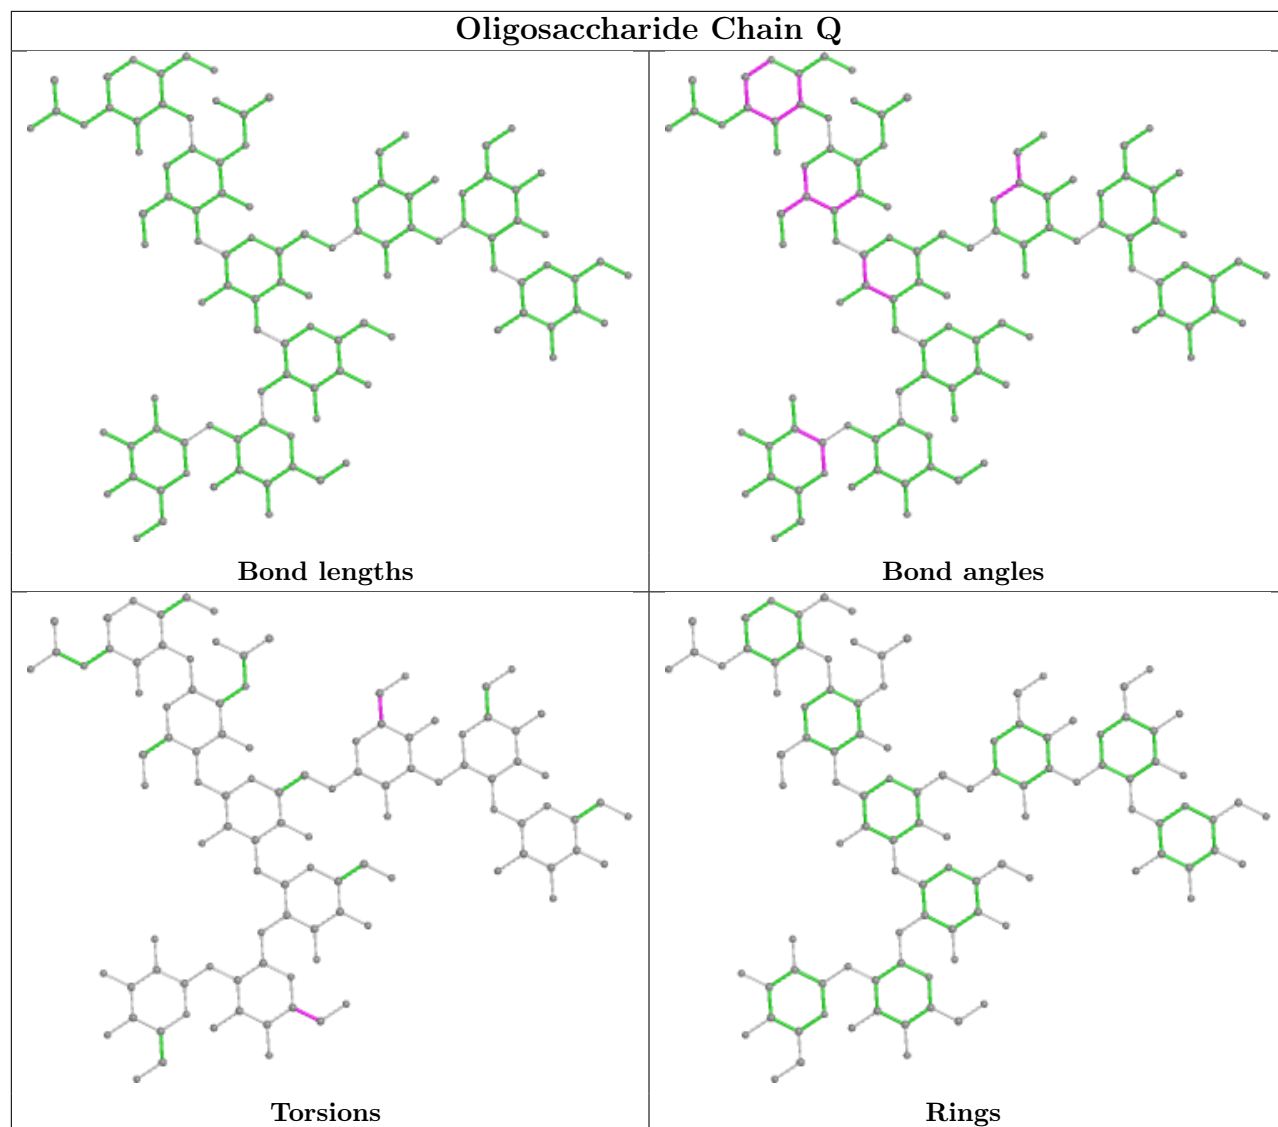 Oligosaccharide Chain Q
Bond lengths
Bond angles
Torsions
Rings